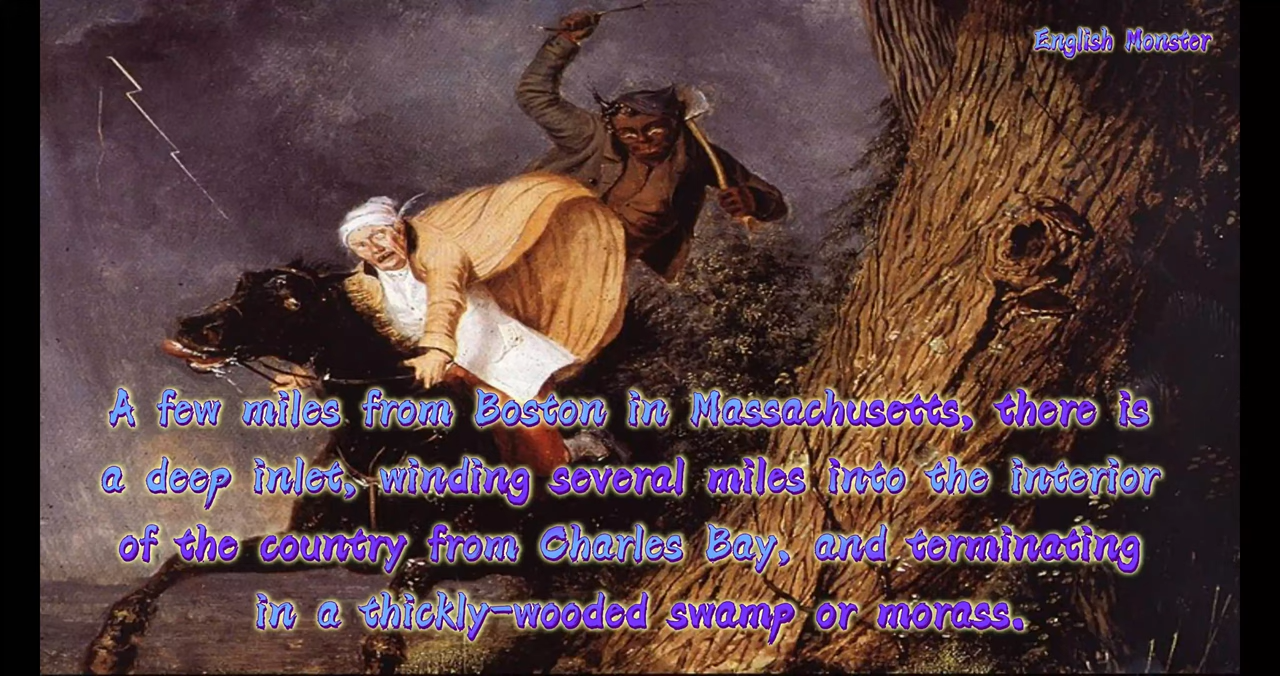 English Monster
A few miles from Boston in Massachusetts, there is
a deep inlet, winding several miles into the interior
of the country from Charles Bay, and terminating
in a thickly-wooded swamp or morass.